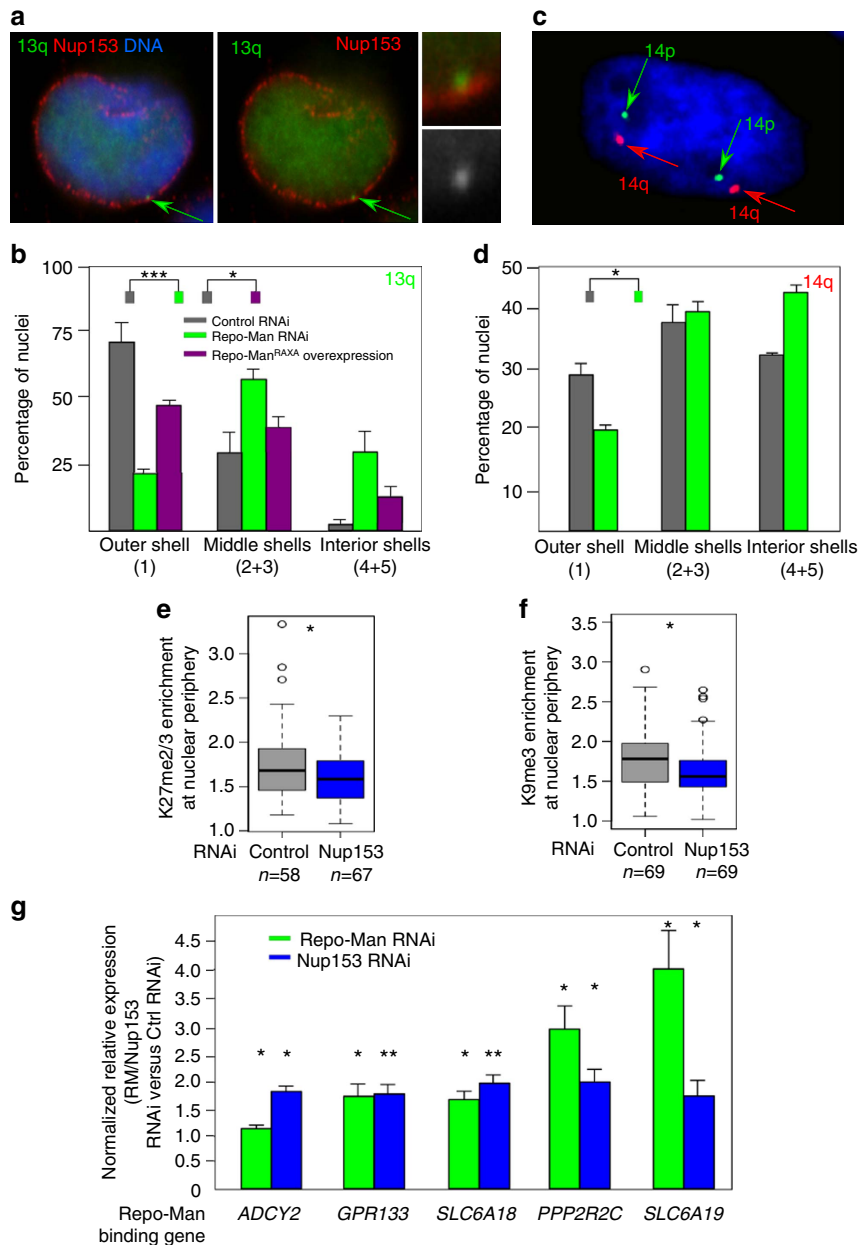 a
13q Nup153 DNA
13q
Nup153
c
14p
14p
14q
14q
b
Percentage of nuclei
100
75
50
25
***
*
13q
Control RNAi
Repo-Man RNAi
Repo-ManRAXA overexpression
Outer shell (1)
Middle shells (2+3)
Interior shells (4+5)
d
Percentage of nuclei
50
40
30
20
10
*
14q
Outer shell (1)
Middle shells (2+3)
Interior shells (4+5)
e
K27me2/3 enrichment
at nuclear periphery
3.0
2.5
2.0
1.5
1.0
*
RNAi Control Nup153
n=58 n=67
f
K9me3 enrichment
at nuclear periphery
3.5
3.0
2.5
2.0
1.5
1.0
*
RNAi Control Nup153
n=69 n=69
g
Normalized relative expression
(RM/Nup153
RNAi versus Ctrl RNAi)
4.5
4.0
3.5
3.0
2.0
1.5
1.0
0.5
0
Repo-Man RNAi
Nup153 RNAi
* * * ** * ** * * * *
Repo-Man
binding gene
ADCY2 GPR133 SLC6A18 PPP2R2C SLC6A19